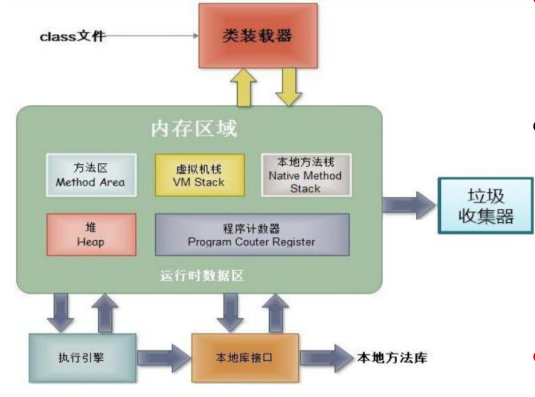 class文件
类装载器
内存区域
方法区
Method Area
虚拟机栈
VM Stack
本地方法栈
Native Method
Stack
堆
Heap
程序计数器
Program Couter Register
运行时数据区
垃圾
收集器
执行引擎
本地库接口
本地方法库